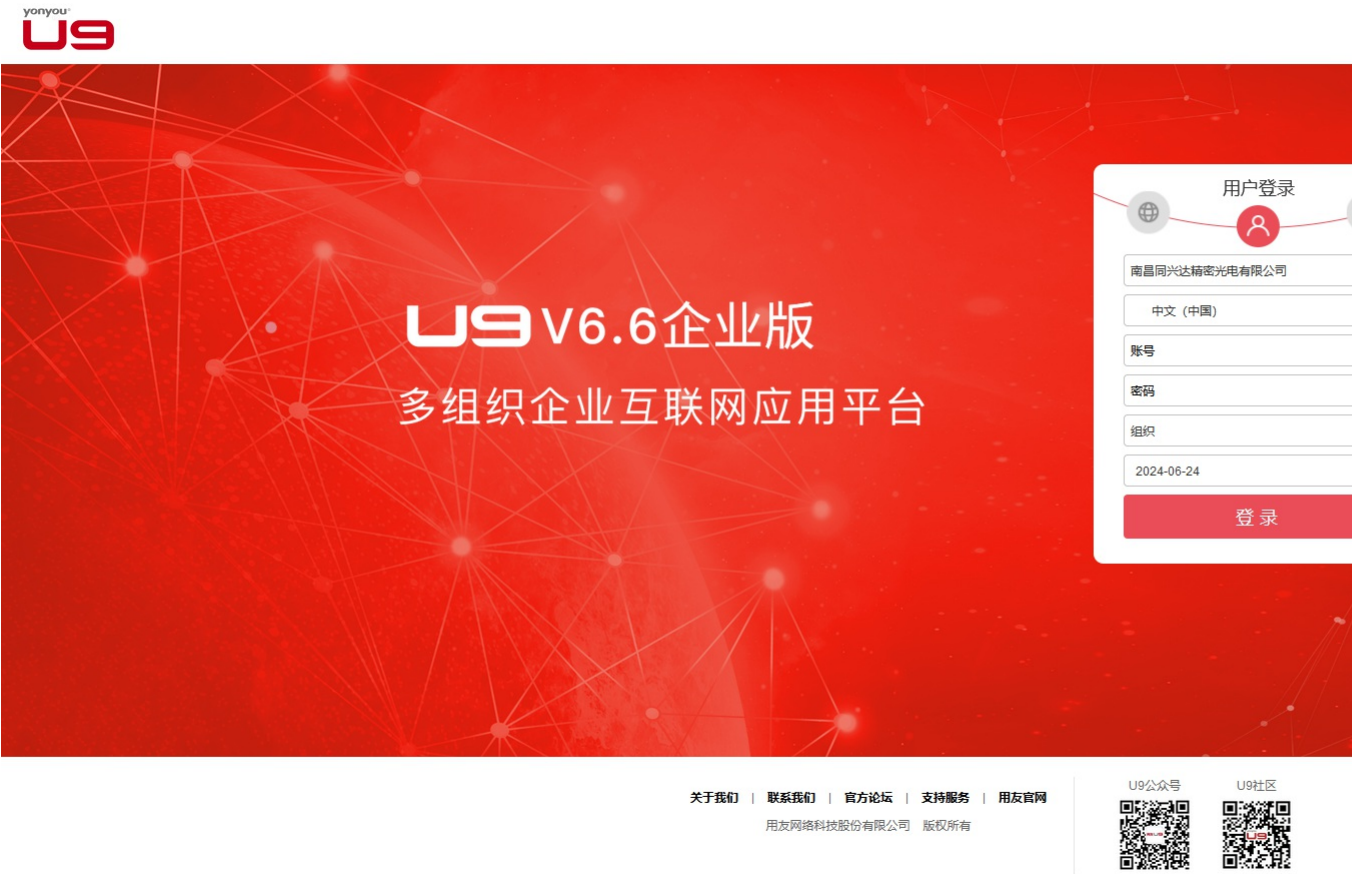 yonyou
U9
用户登录
南昌同兴达精密光电有限公司
中文（中国）
账号
密码
组织
2024-06-24
登录
U9 V6.6企业版
多组织企业互联网应用平台
关于我们 | 联系我们 | 官方论坛 | 支持服务 | 用友官网
用友网络科技股份有限公司 版权所有
U9公众号 U9社区
U9